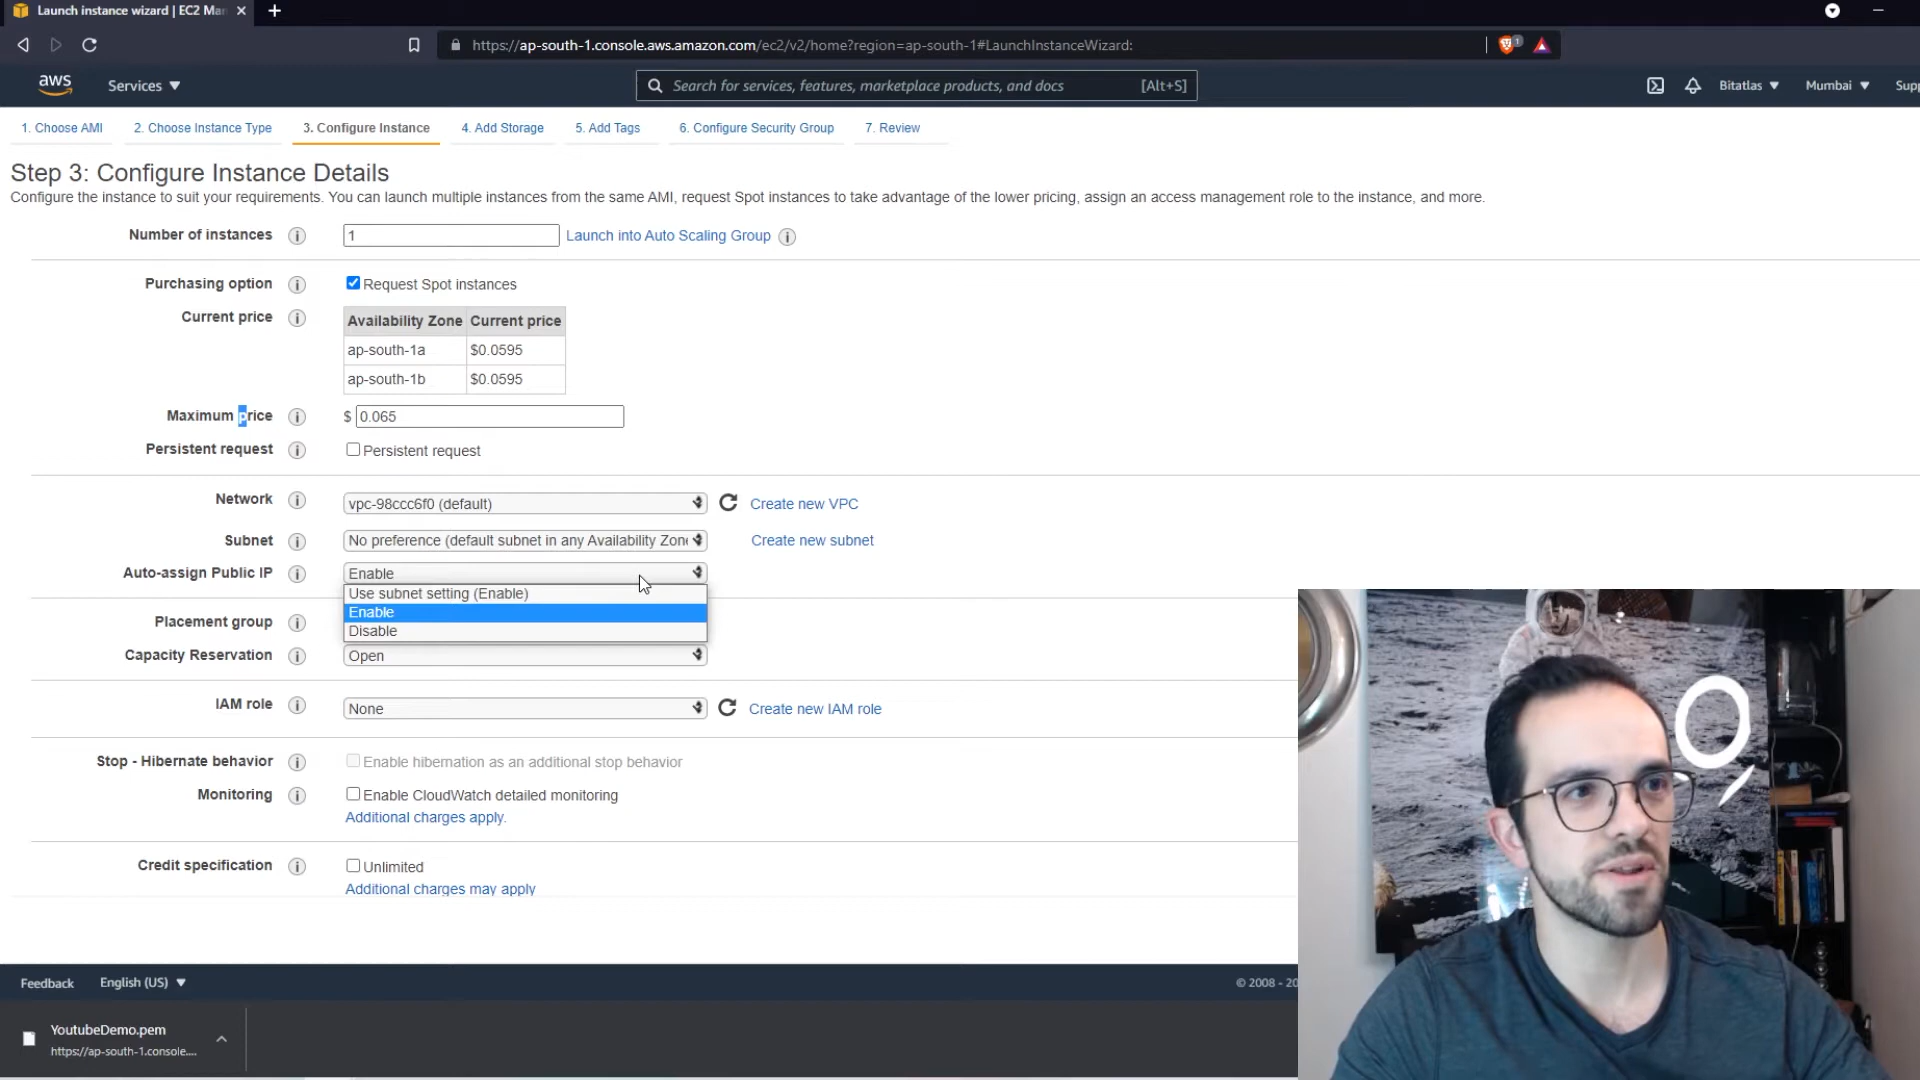 Launch instance wizard | EC2 Ma
https://ap-south-1.console.aws.amazon.com/ec2/v2/home?region=ap-south-1#LaunchInstanceWizard:
1
aws
Services
Search for services, features, marketplace products, and docs
[Alt+S]
Bitatlas
Mumbai
Supp
1. Choose AMI
2. Choose Instance Type
3. Configure Instance
4. Add Storage
5. Add Tags
6. Configure Security Group
7. Review
Step 3: Configure Instance Details
Configure the instance to suit your requirements. You can launch multiple instances from the same AMI, request Spot instances to take advantage of the lower pricing, assign an access management role to the instance, and more.
Number of instances
1
Launch into Auto Scaling Group
Purchasing option
Request Spot instances
Current price
Availability Zone Current price
ap-south-1a $0.0595
ap-south-1b $0.0595
Maximum price
$ 0.065
Persistent request
Persistent request
Network
vpc-98ccc6f0 (default)
Create new VPC
Subnet
No preference (default subnet in any Availability Zone
Create new subnet
Auto-assign Public IP
Enable
Use subnet setting (Enable)
Enable
Disable
Placement group
Capacity Reservation
Open
IAM role
None
Create new IAM role
Stop - Hibernate behavior
Enable hibernation as an additional stop behavior
Monitoring
Enable CloudWatch detailed monitoring
Additional charges apply.
Credit specification
Unlimited
Additional charges may apply
Feedback
English (US)
© 2008 - 20
YoutubeDemo.pem
https://ap-south-1.console....